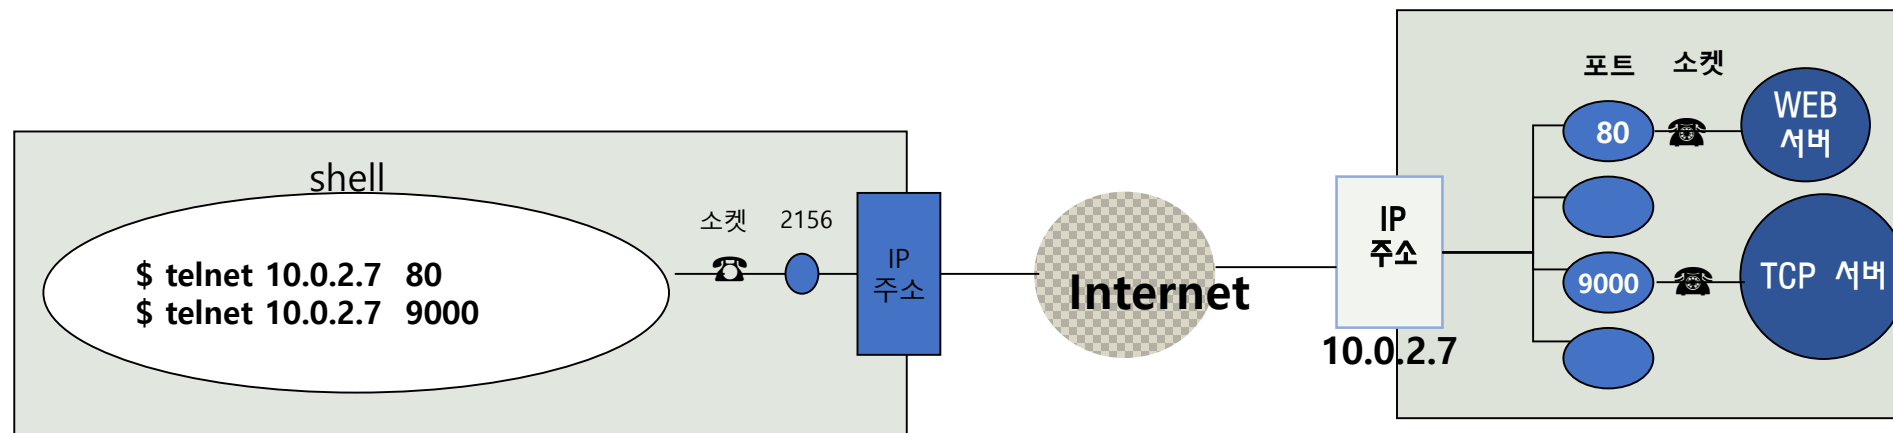 shell
$ telnet 10.0.2.7 80
$ telnet 10.0.2.7 9000
소켓 2156
IP
주소
Internet
IP
주소
10.0.2.7
포트 소켓
80
WEB
서버
9000
TCP 서버